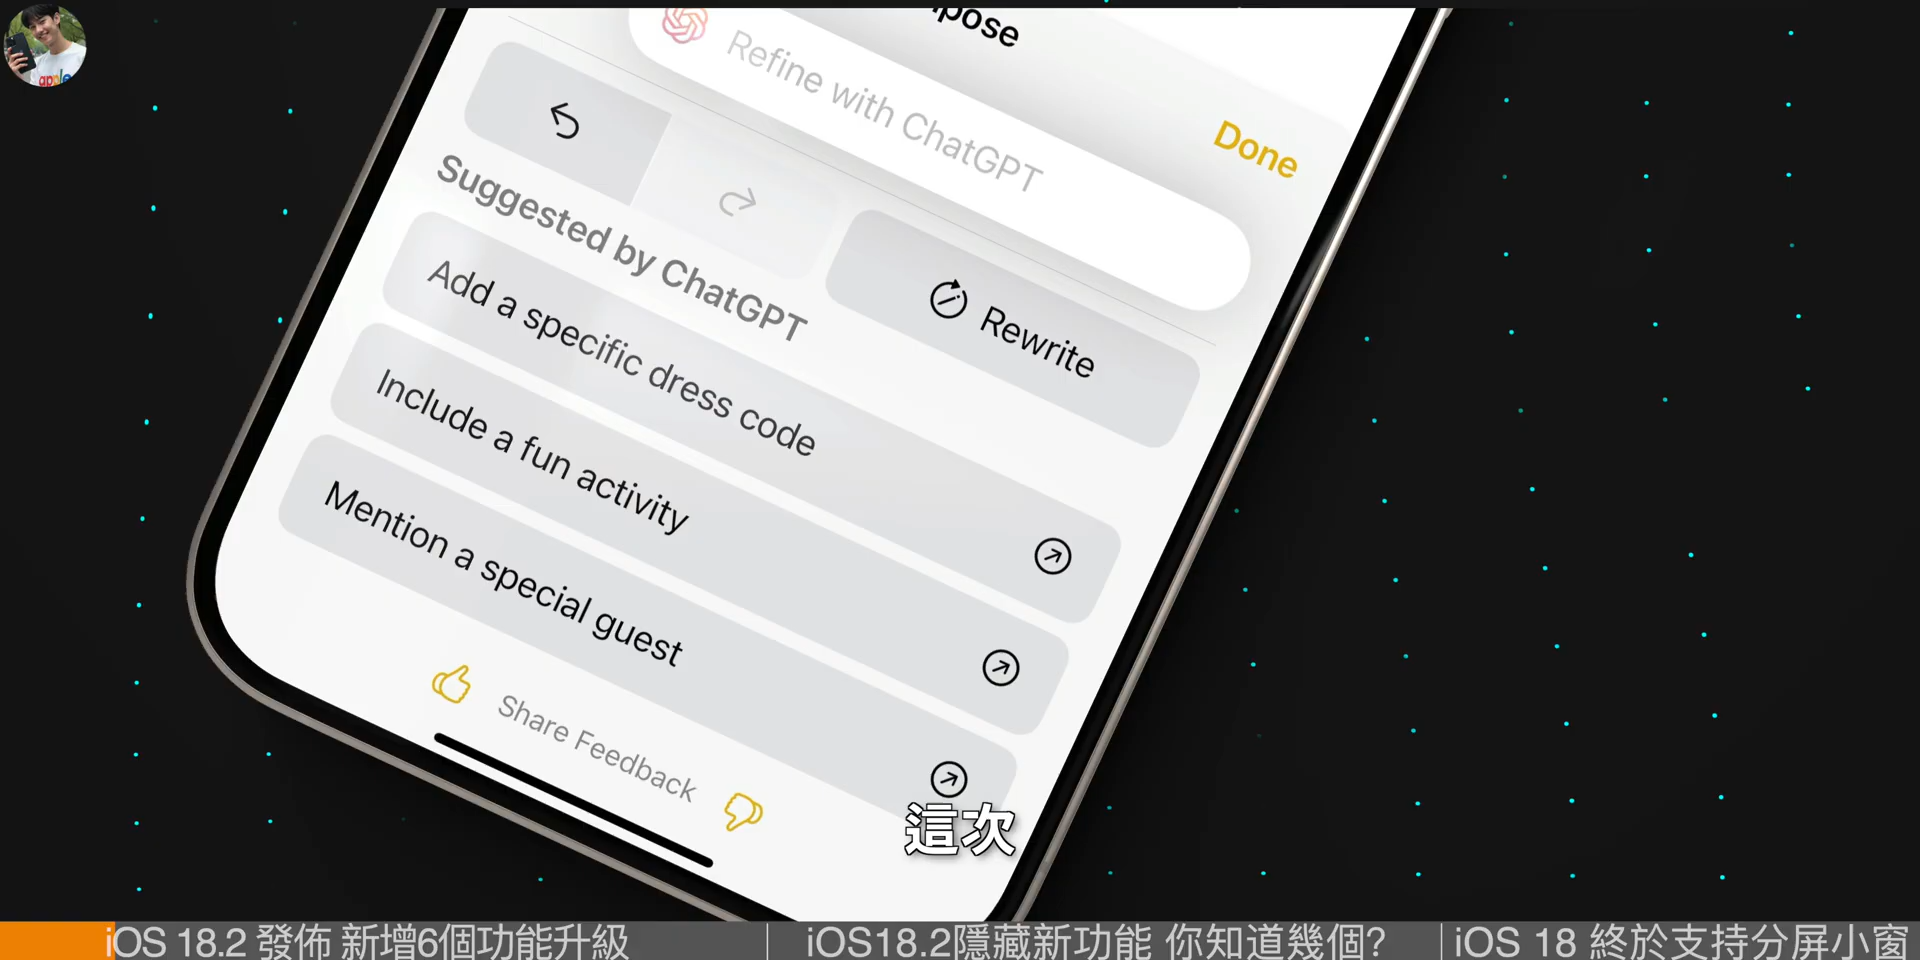 Refine with ChatGPT
Done
Rewrite
Suggested by ChatGPT
Add a specific dress code
Include a fun activity
Mention a special guest
Share Feedback
這次
iOS 18.2 發佈 新增6個功能升級
iOS18.2隱藏新功能 你知道幾個?
iOS 18 終於支持分屏小窗